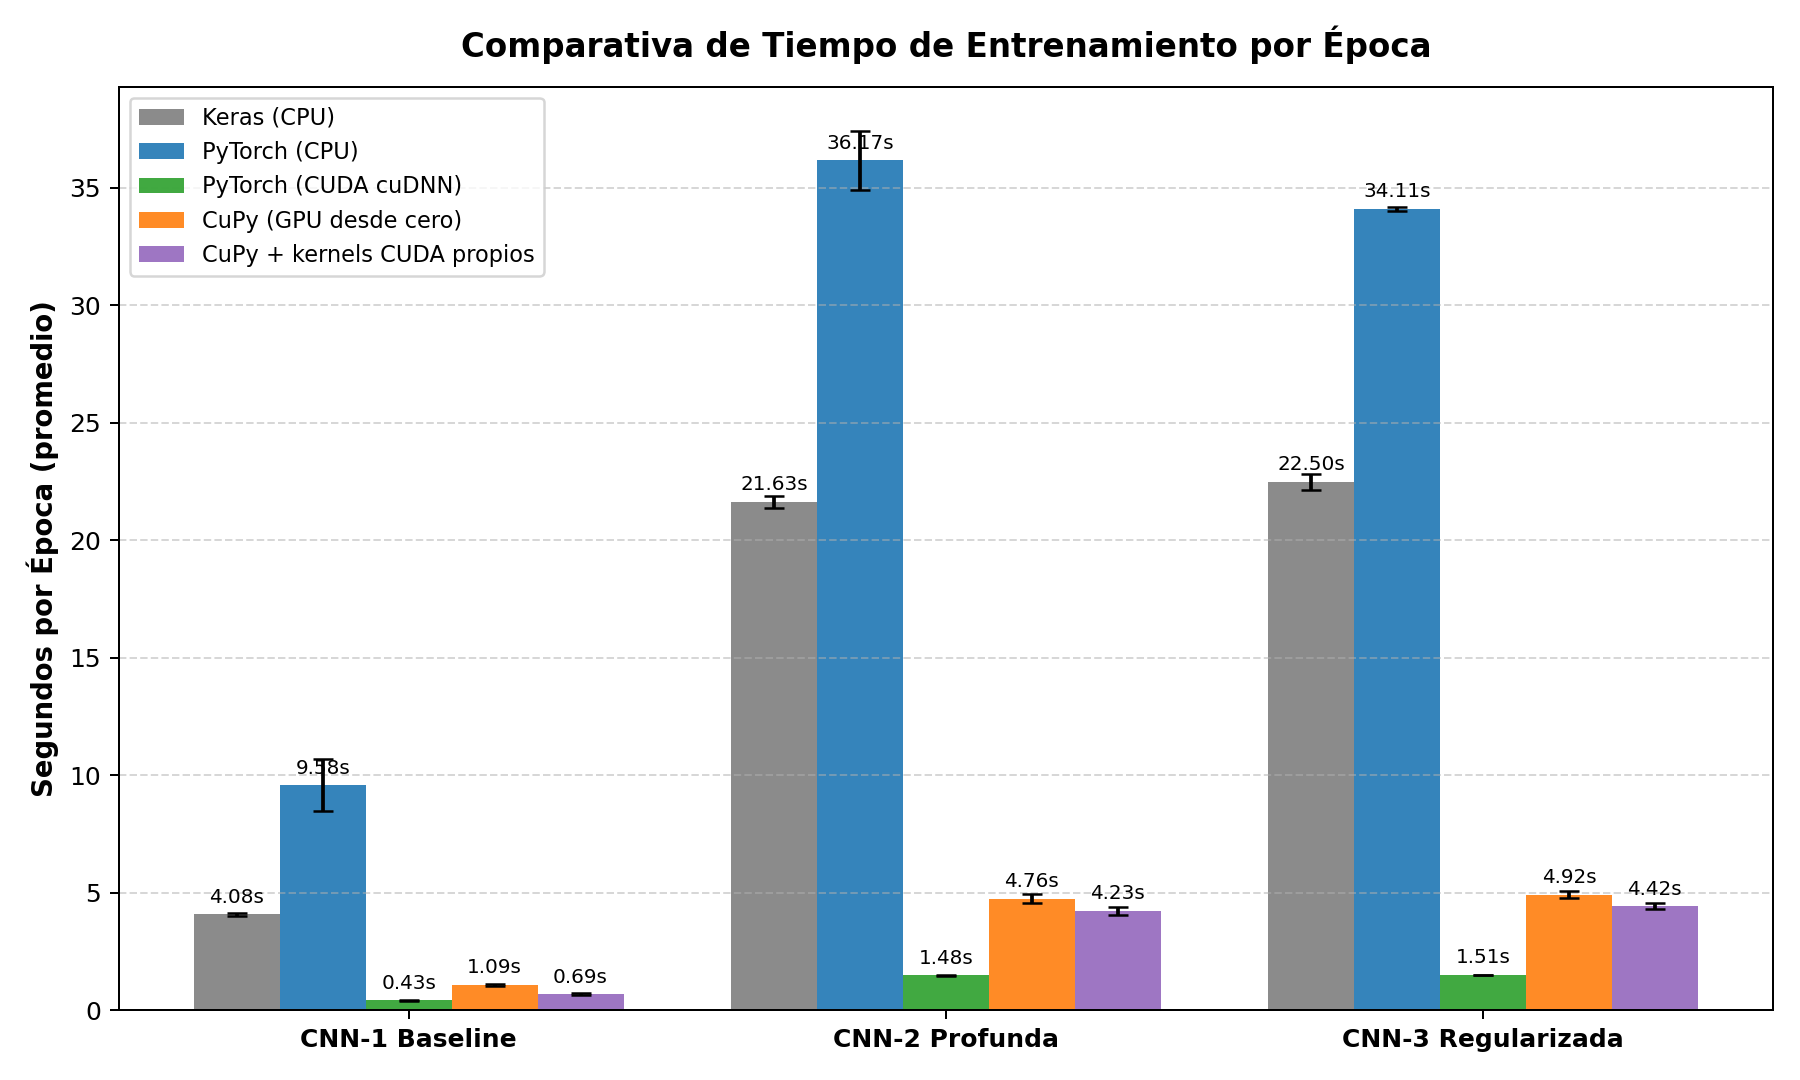 Comparativa de Tiempo de Entrenamiento por Época
Keras (CPU)
PyTorch (CPU)
PyTorch (CUDA cuDNN)
CuPy (GPU desde cero)
CuPy + kernels CUDA propios
Segundos por Época (promedio)
35
30
25
20
15
10
5
0
4.08s
9.58s
0.43s
1.09s
0.69s
21.63s
36.17s
1.48s
4.76s
4.23s
22.50s
34.11s
1.51s
4.92s
4.42s
CNN-1 Baseline
CNN-2 Profunda
CNN-3 Regularizada